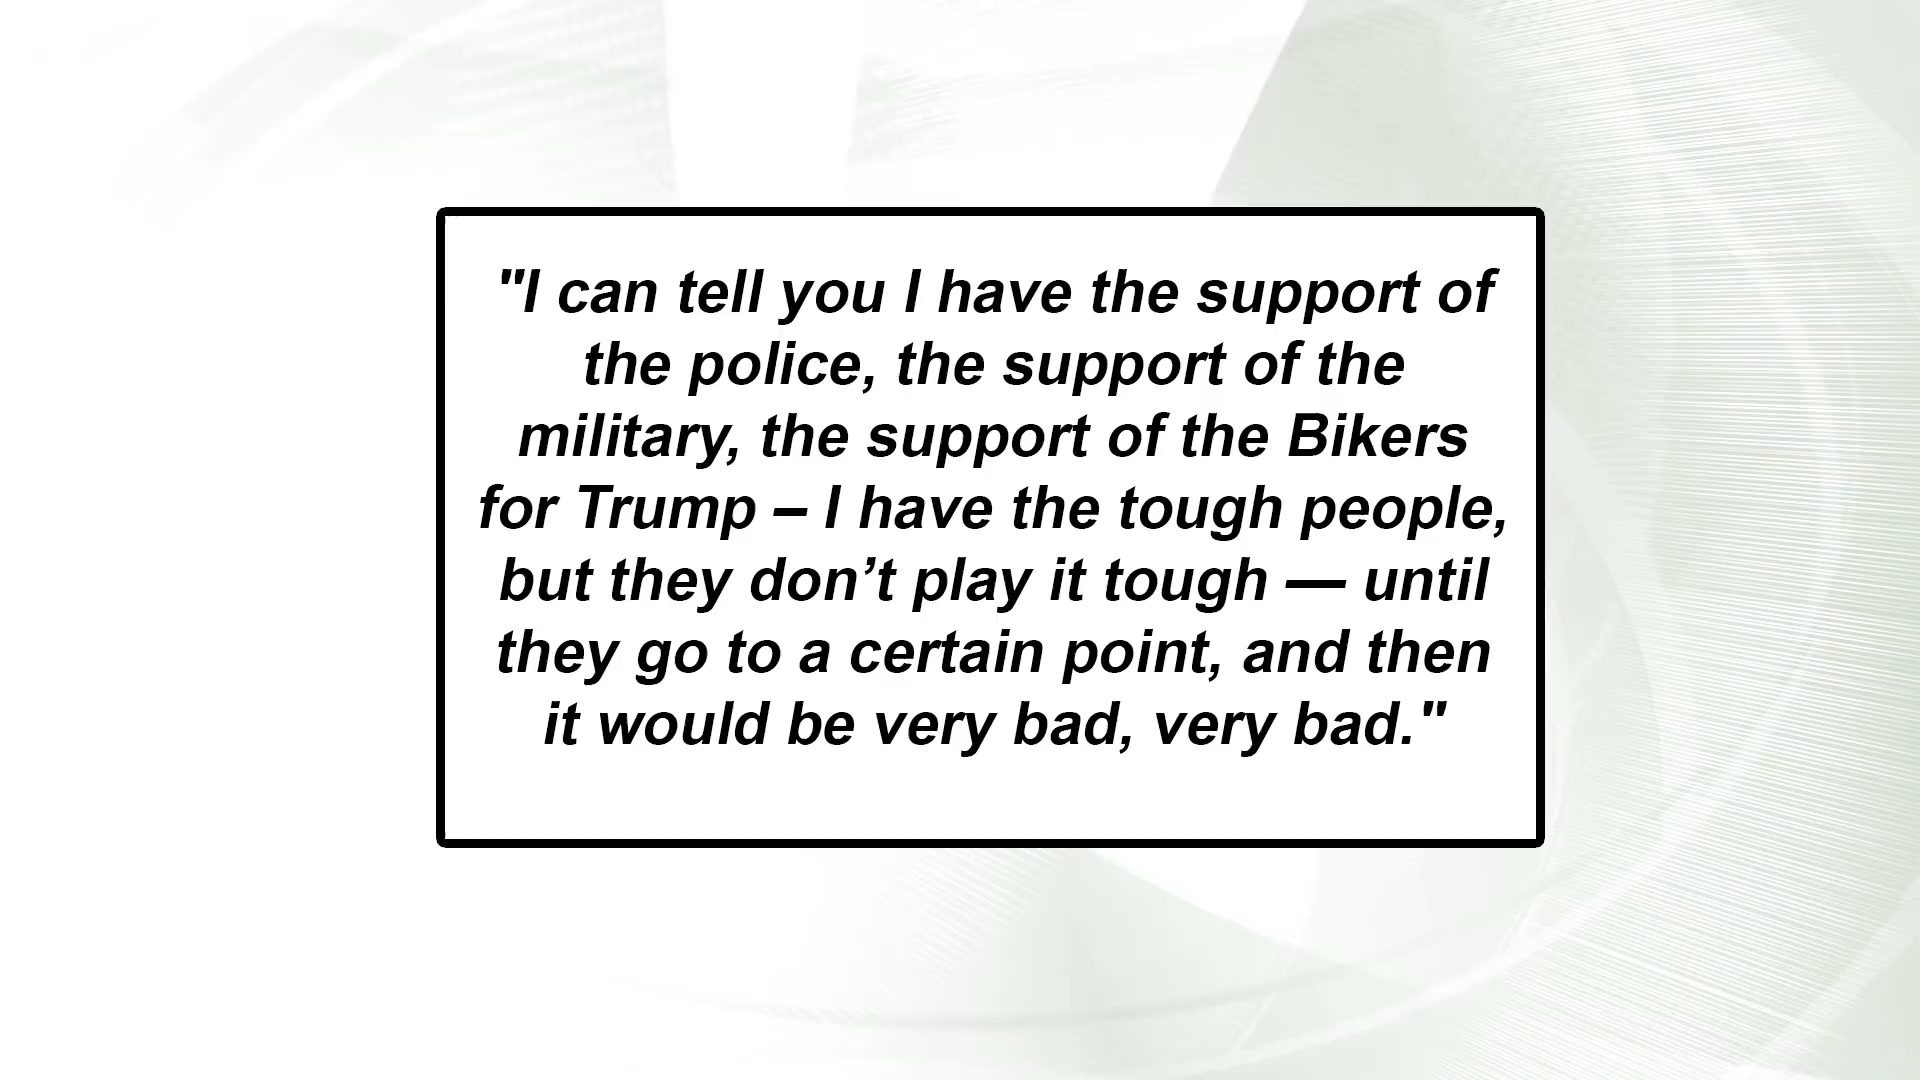 "I can tell you I have the support of
the police, the support of the
military, the support of the Bikers
for Trump – I have the tough people,
but they don’t play it tough — until
they go to a certain point, and then
it would be very bad, very bad."